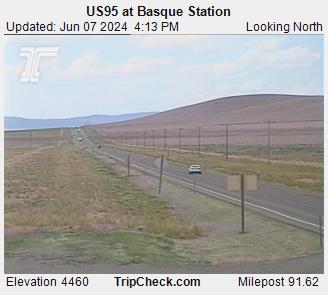 US95 at Basque Station
Updated: Jun 07 2024 4:13 PM Looking North
Elevation 4460 TripCheck.com Milepost 91.62